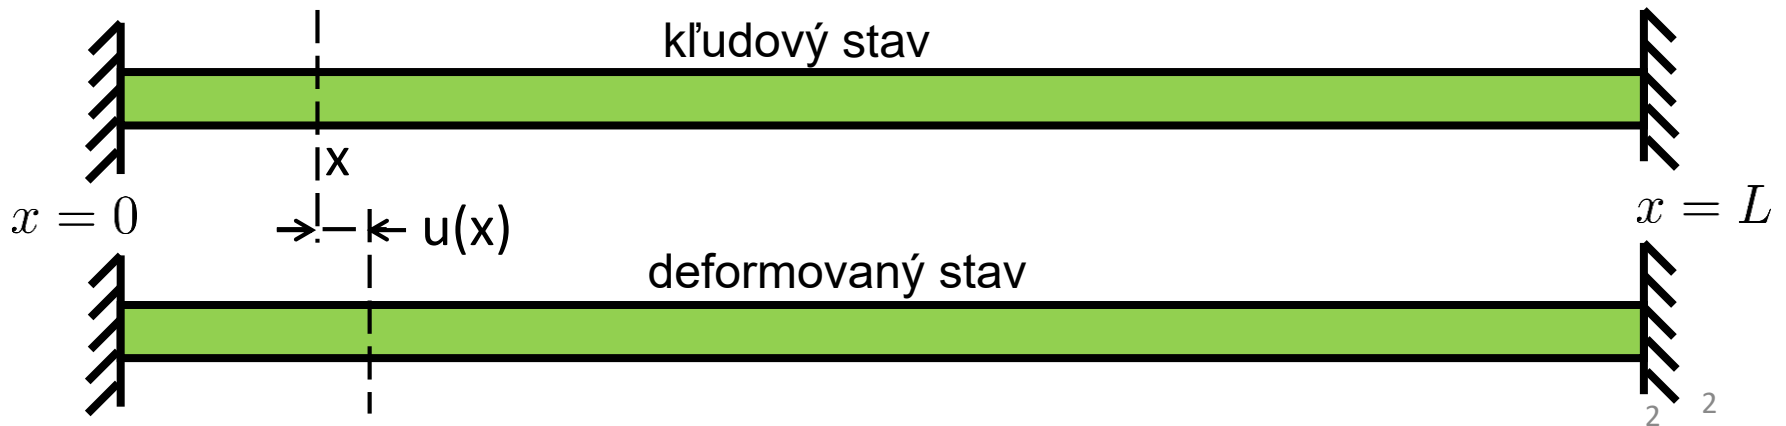 kľudový stav
x
x = 0
x = L
u(x)
deformovaný stav
2
2